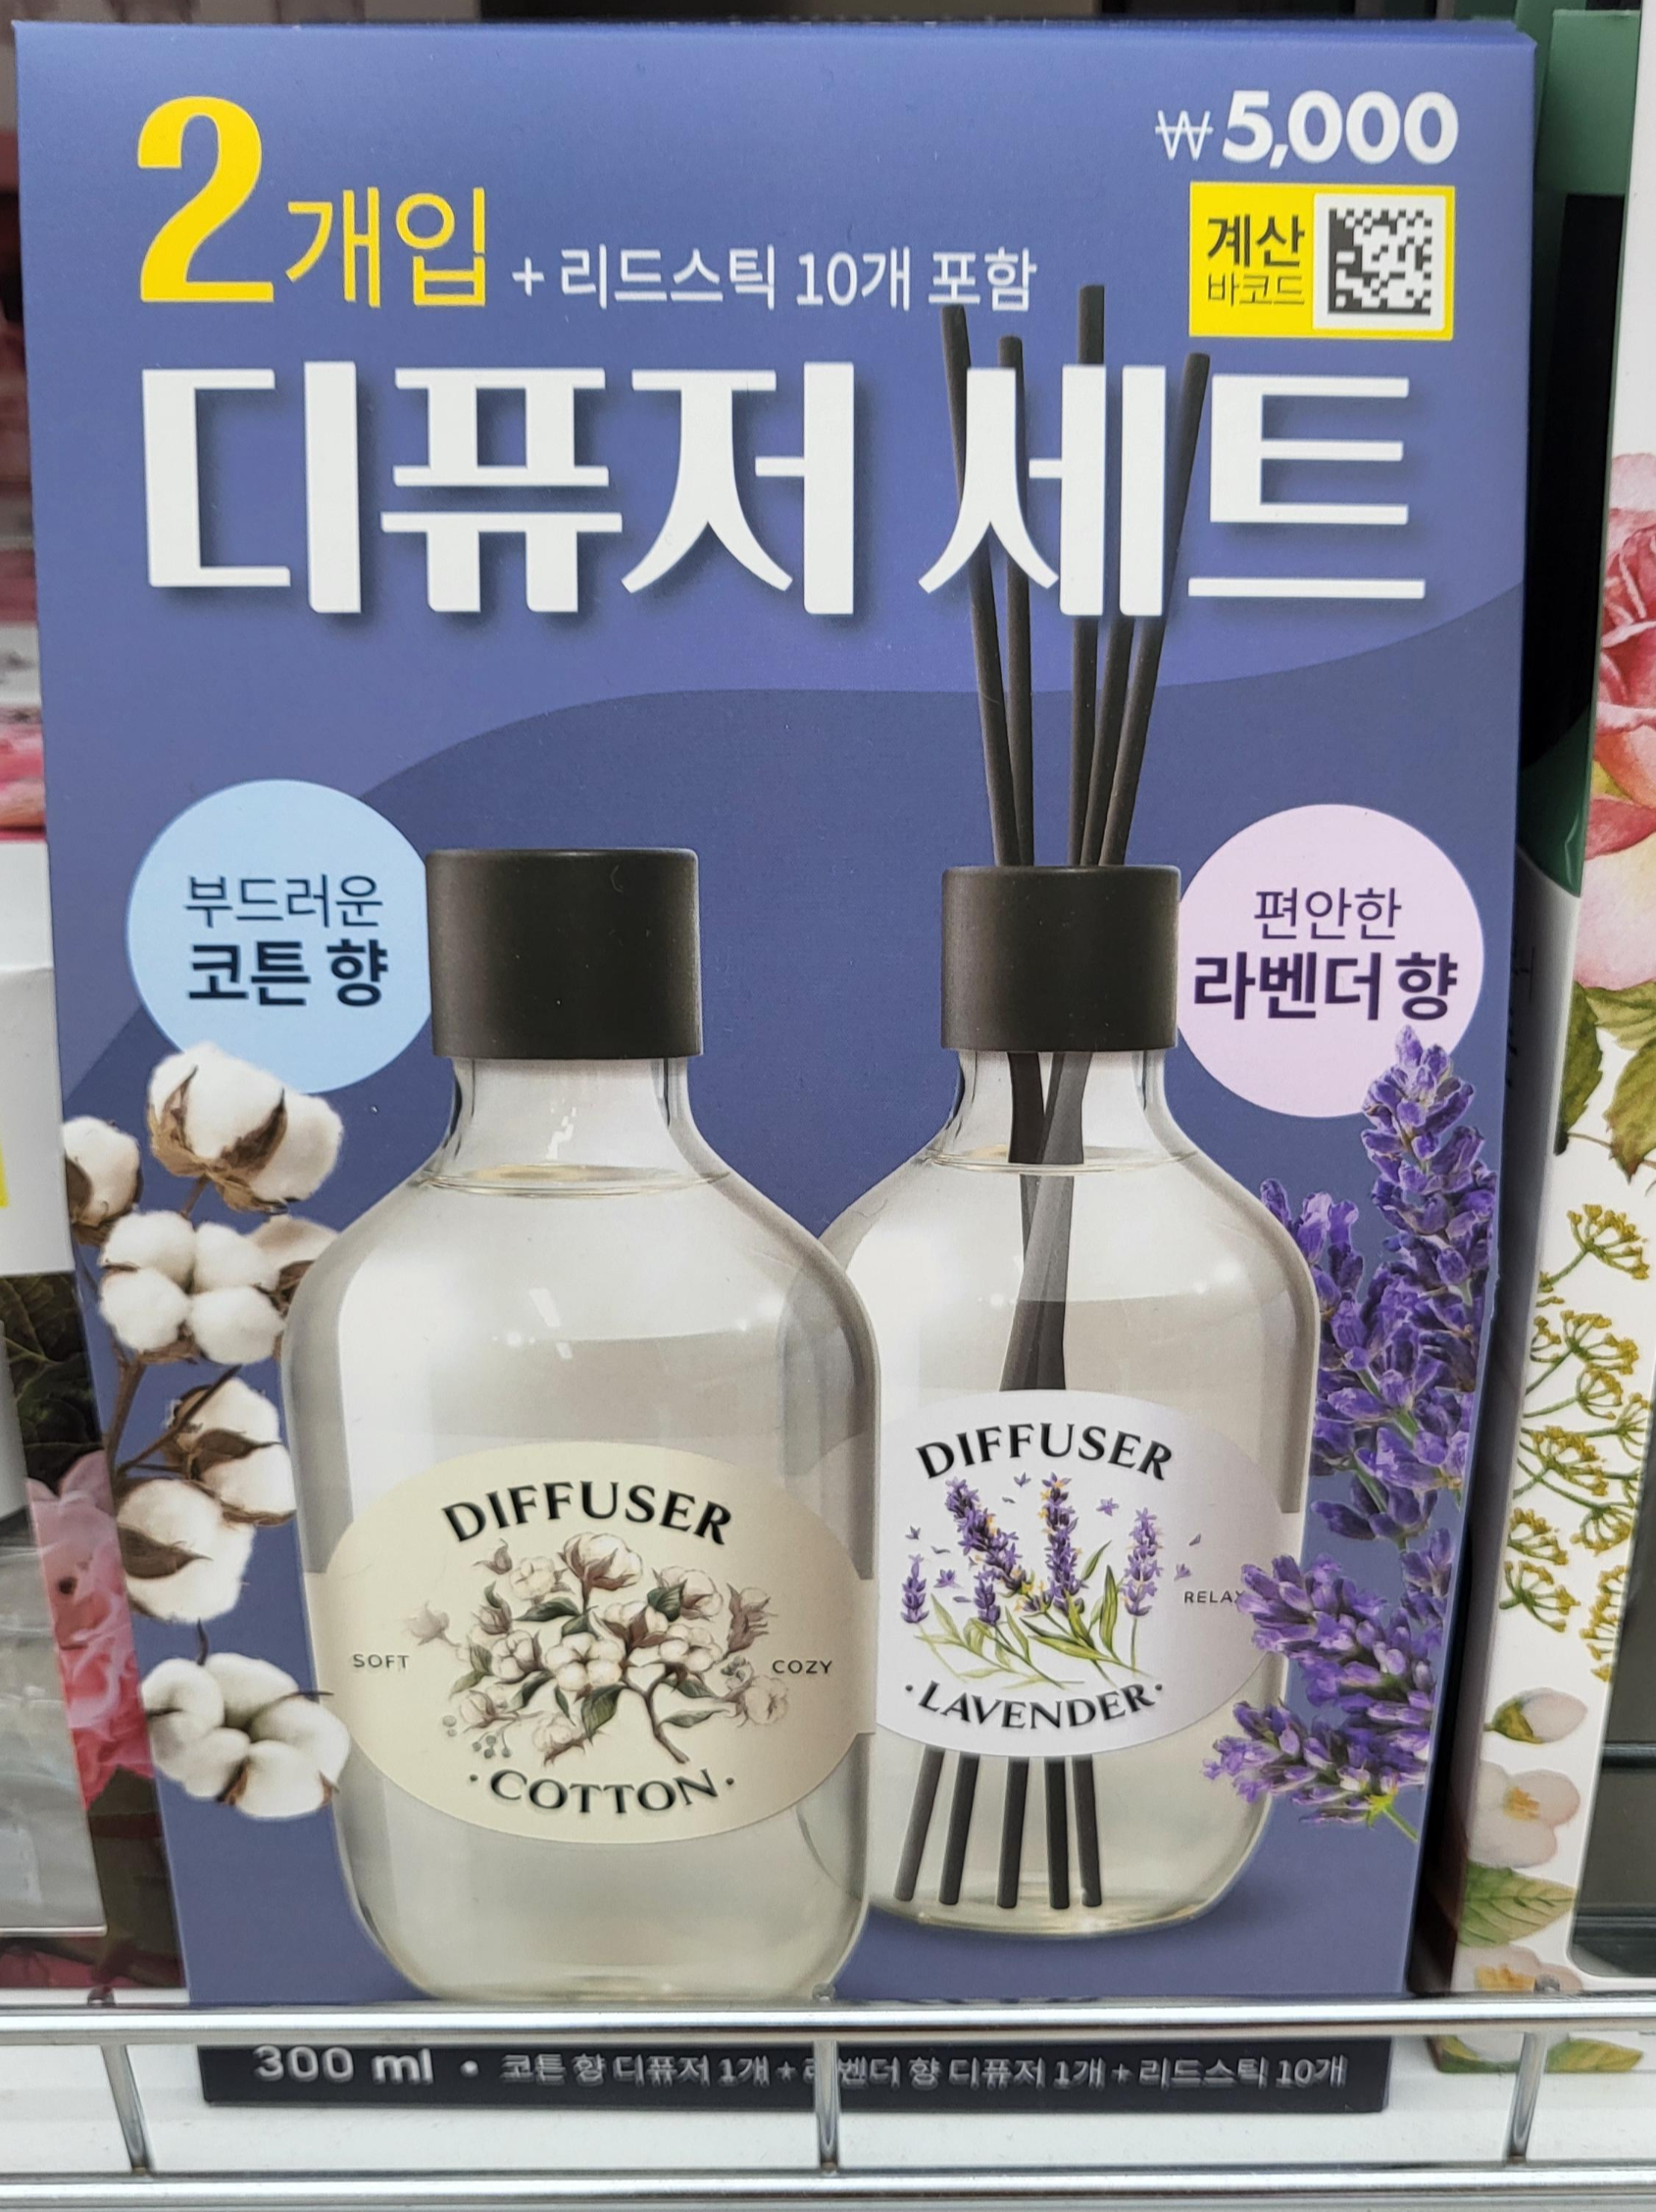 ₩5,000
2개입 + 리드스틱 10개 포함
계산
바코드
디퓨저 세트
부드러운
코튼 향
편안한
라벤더 향
DIFFUSER
SOFT
COZY
· COTTON ·
DIFFUSER
RELAX
· LAVENDER ·
300 ml • 코튼 향 디퓨저 1개 + 라벤더 향 디퓨저 1개 + 리드스틱 10개